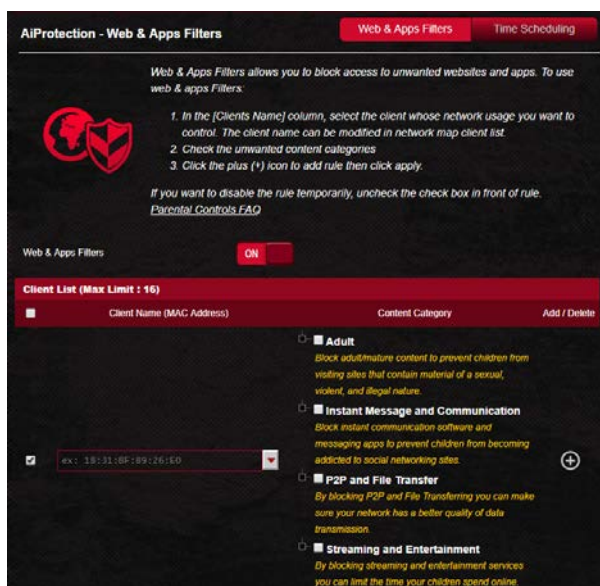 AiProtection - Web & Apps Filters
Web & Apps Filters
Time Scheduling
Web & Apps Filters allows you to block access to unwanted websites and apps. To use
web & apps Filters:
1. In the [Clients Name] column, select the client whose network usage you want to
control. The client name can be modified in network map client list.
2. Check the unwanted content categories
3. Click the plus (+) icon to add rule then click apply.
If you want to disable the rule temporarily, uncheck the check box in front of rule.
Parental Controls FAQ
Web & Apps Filters
ON
Client List (Max Limit : 16)
Client Name (MAC Address)
Content Category
Add / Delete
Adult
Block adult/mature content to prevent children from
visiting sites that contain material of a sexual,
violent, and illegal nature.
Instant Message and Communication
Block instant communication software and
messaging apps to prevent children from becoming
addicted to social networking sites.
ex: 18:31:BF:89:26:E0
P2P and File Transfer
By blocking P2P and File Transferring you can make
sure your network has a better quality of data
transmission.
Streaming and Entertainment
By blocking streaming and entertainment services
you can limit the time your children spend online.